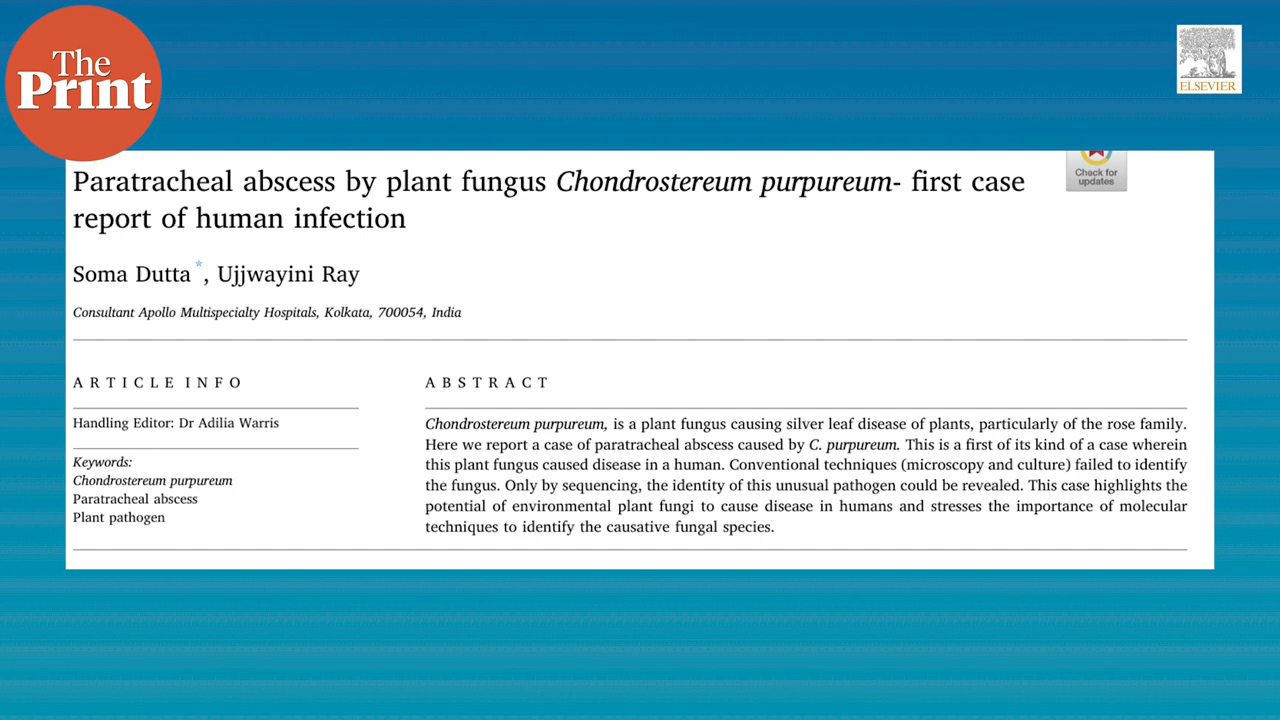 The
Print
ELSEVIER
Check for
updates
Paratracheal abscess by plant fungus Chondrostereum purpureum- first case
report of human infection
Soma Dutta *, Ujjwayini Ray
Consultant Apollo Multispecialty Hospitals, Kolkata, 700054, India
ARTICLE INFO
Handling Editor: Dr Adilia Warris
Keywords:
Chondrostereum purpureum
Paratracheal abscess
Plant pathogen
ABSTRACT
Chondrostereum purpureum, is a plant fungus causing silver leaf disease of plants, particularly of the rose family.
Here we report a case of paratracheal abscess caused by C. purpureum. This is a first of its kind of a case wherein
this plant fungus caused disease in a human. Conventional techniques (microscopy and culture) failed to identify
the fungus. Only by sequencing, the identity of this unusual pathogen could be revealed. This case highlights the
potential of environmental plant fungi to cause disease in humans and stresses the importance of molecular
techniques to identify the causative fungal species.